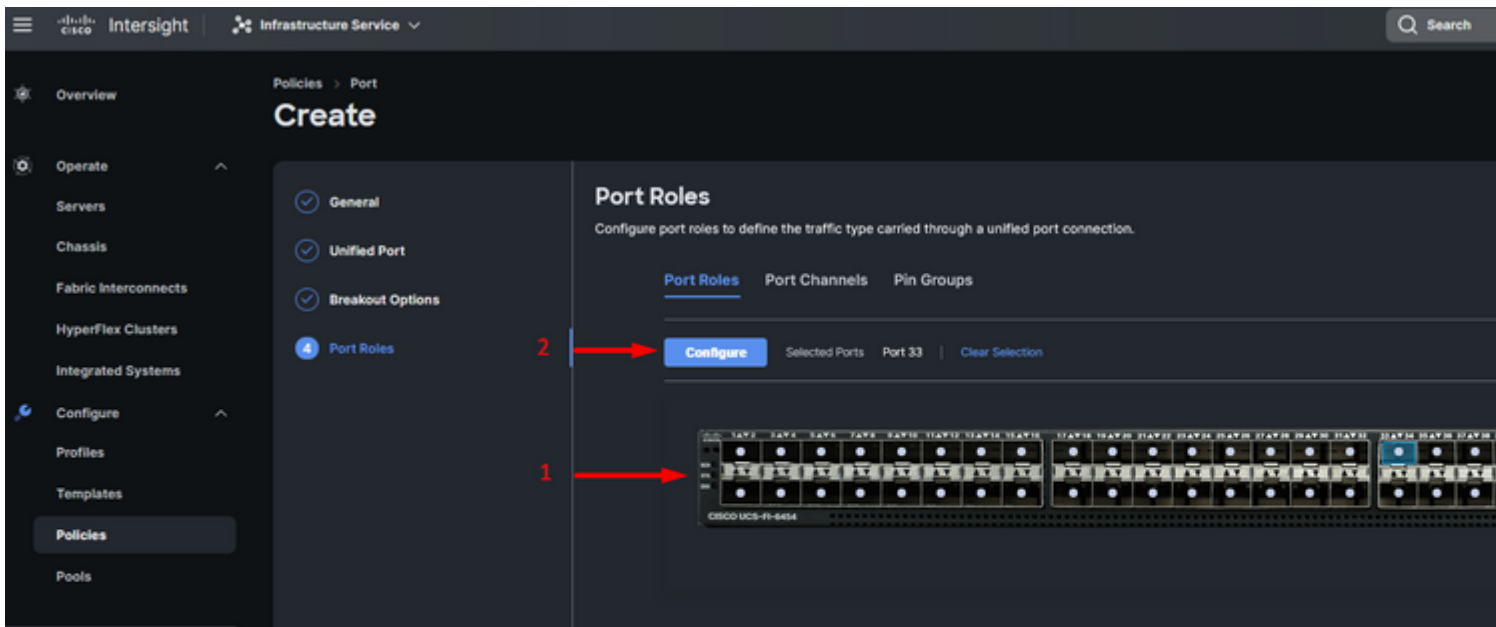 cisco Intersight
Infrastructure Service
Search
Policies > Port
Create
Overview
Operate
Servers
Chassis
Fabric Interconnects
HyperFlex Clusters
Integrated Systems
Configure
Profiles
Templates
Policies
Pools
General
Unified Port
Breakout Options
4 Port Roles
Port Roles
Configure port roles to define the traffic type carried through a unified port connection.
Port Roles Port Channels Pin Groups
2
Configure Selected Ports Port 33 | Clear Selection
1
CISCO UCS-FI-6454